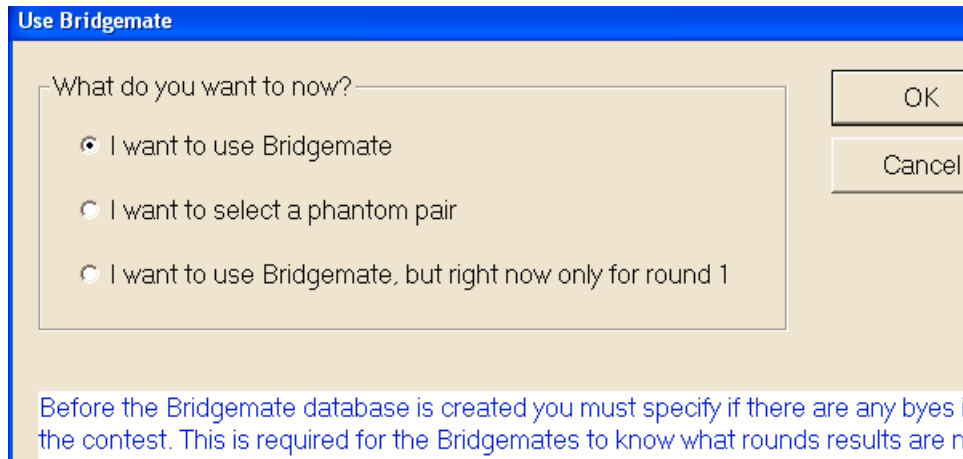 Use Bridgemate
What do you want to now?
OK
I want to use Bridgemate
Cancel
I want to select a phantom pair
I want to use Bridgemate, but right now only for round 1
Before the Bridgemate database is created you must specify if there are any byes
the contest. This is required for the Bridgemates to know what rounds results are